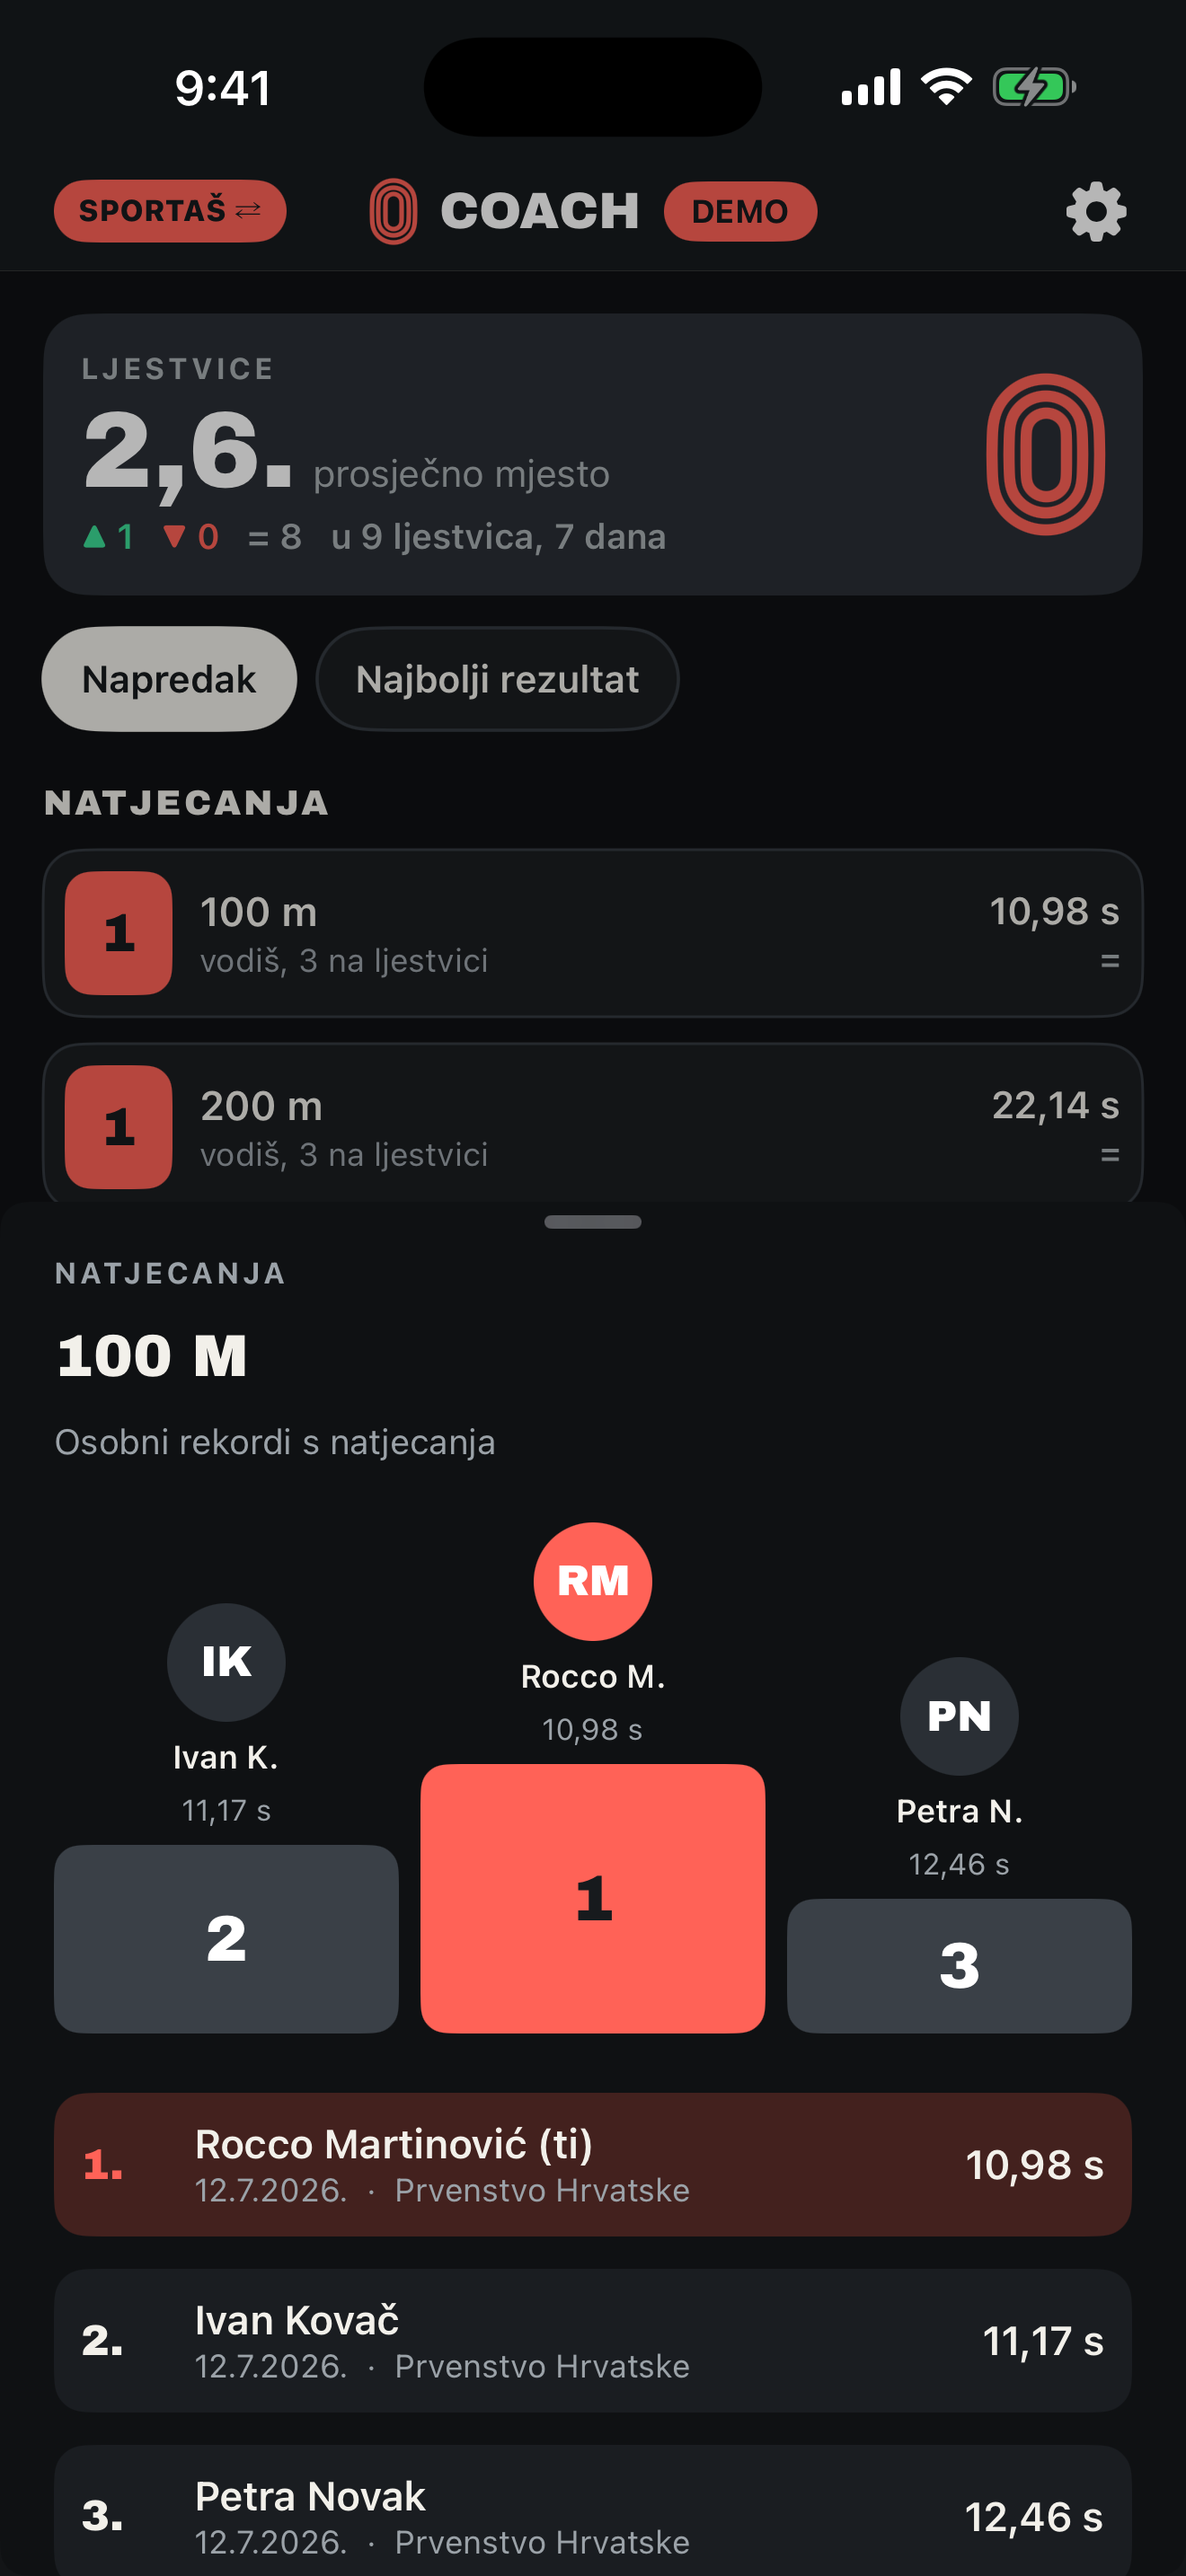 9:41
SPORTAŠ ⇄ COACH DEMO
LJESTVICE
2,6. prosječno mjesto
▲ 1 ▼ 0 = 8 u 9 ljestvica, 7 dana
Napredak Najbolji rezultat
NATJECANJA
1 100 m 10,98 s
vodiš, 3 na ljestvici =
1 200 m 22,14 s
vodiš, 3 na ljestvici =
NATJECANJA
100 M
Osobni rekordi s natjecanja
RM
Rocco M.
10,98 s
1
IK
Ivan K.
11,17 s
2
PN
Petra N.
12,46 s
3
1. Rocco Martinović (ti) 10,98 s
12.7.2026. · Prvenstvo Hrvatske
2. Ivan Kovač 11,17 s
12.7.2026. · Prvenstvo Hrvatske
3. Petra Novak 12,46 s
12.7.2026. · Prvenstvo Hrvatske